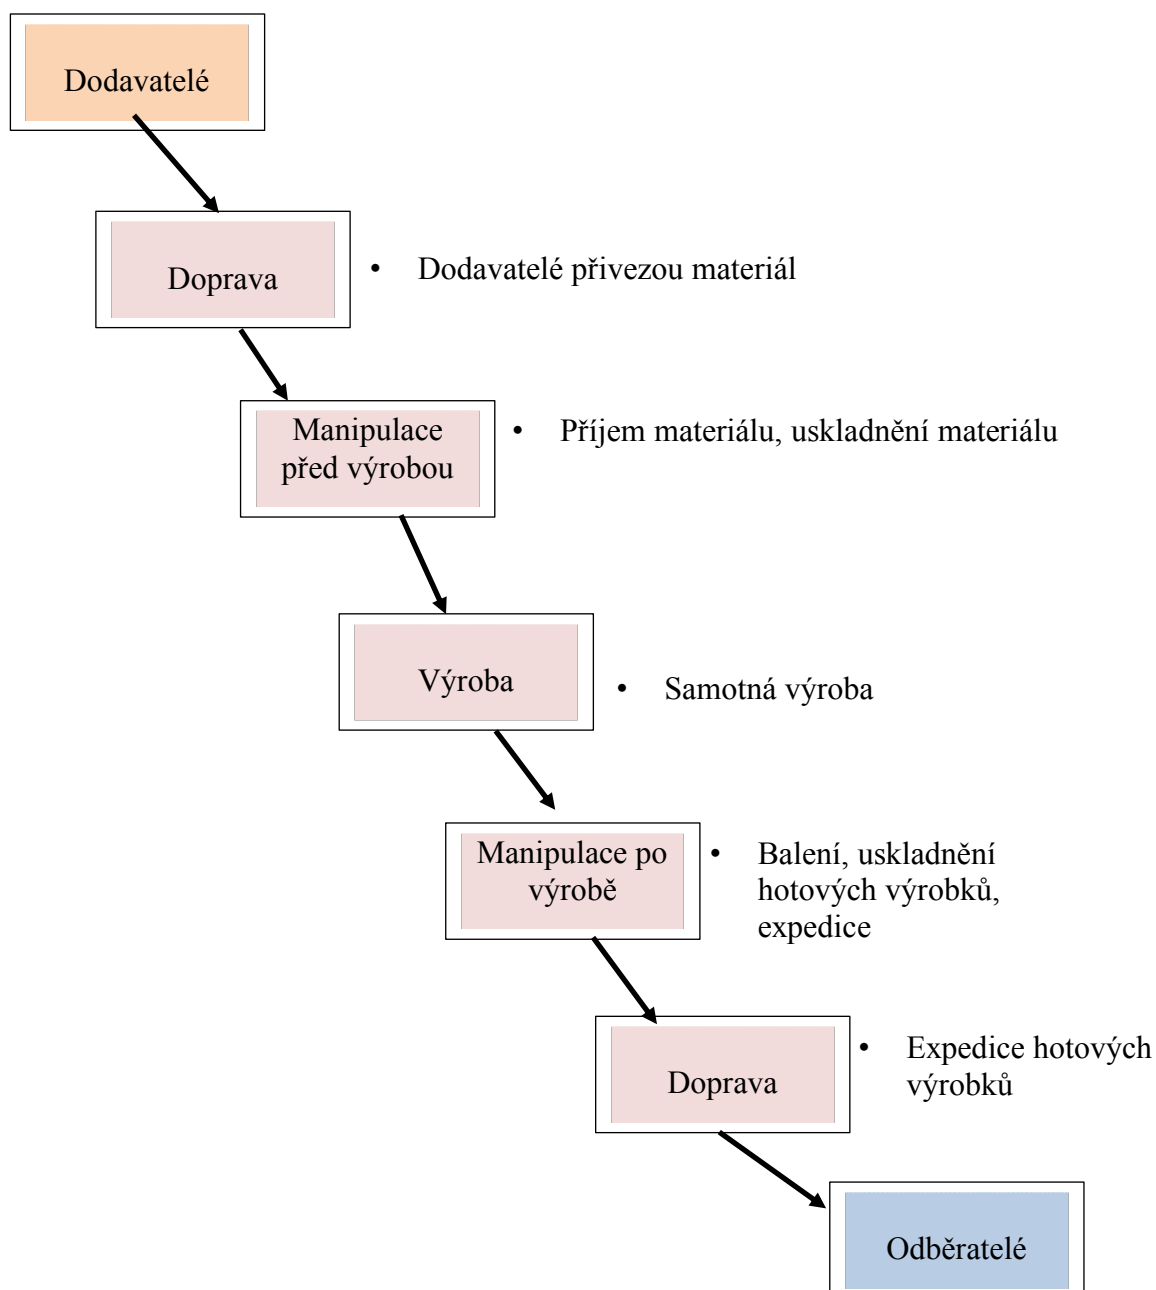 Dodavatelé
Doprava
• Dodavatelé přivezou materiál
Manipulace
před výrobou
• Příjem materiálu, uskladnění materiálu
Výroba
• Samotná výroba
Manipulace po
výrobě
• Balení, uskladnění
hotových výrobků,
expedice
Doprava
• Expedice hotových
výrobků
Odběratelé